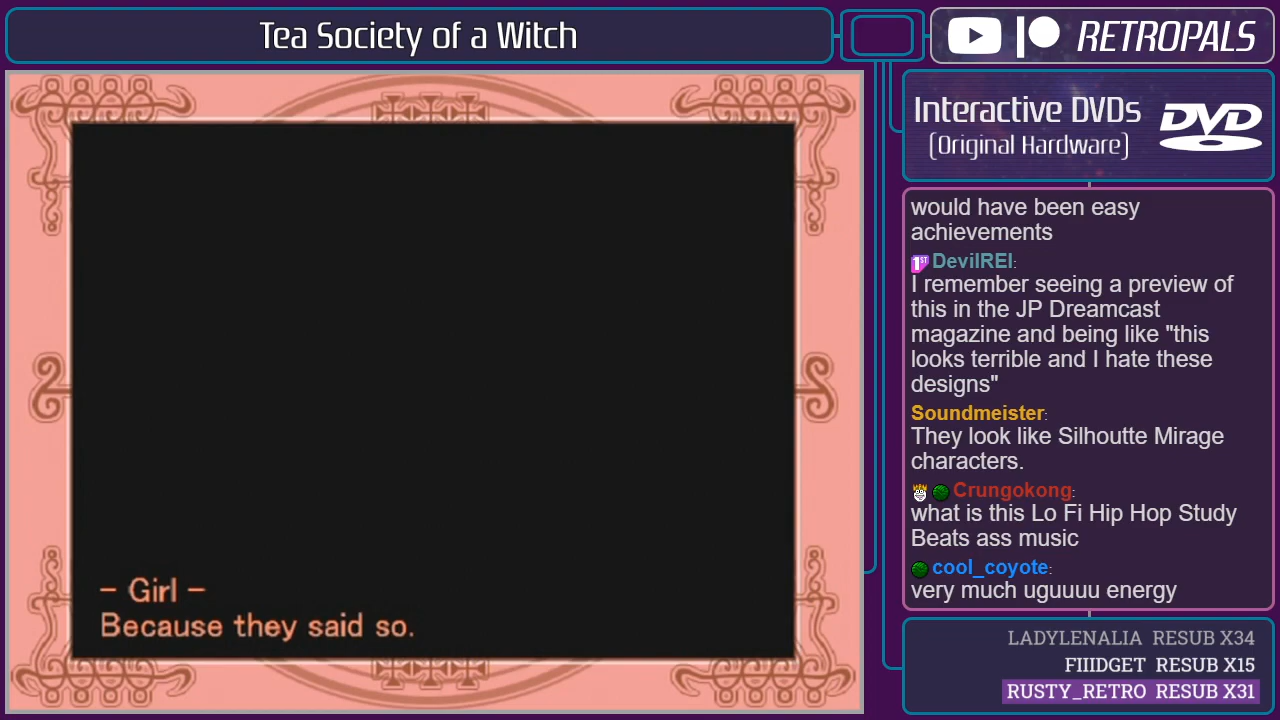 Tea Society of a Witch
RETROPALS
Interactive DVDs
(Original Hardware)
DVD
would have been easy
achievements
1ST DevilREI:
I remember seeing a preview of
this in the JP Dreamcast
magazine and being like "this
looks terrible and I hate these
designs"
Soundmeister:
They look like Silhoutte Mirage
characters.
Crungokong:
what is this Lo Fi Hip Hop Study
Beats ass music
cool_coyote:
very much uguuuu energy
- Girl -
Because they said so.
LADYLENALIA RESUB X34
FIIIDGET RESUB X15
RUSTY_RETRO RESUB X31